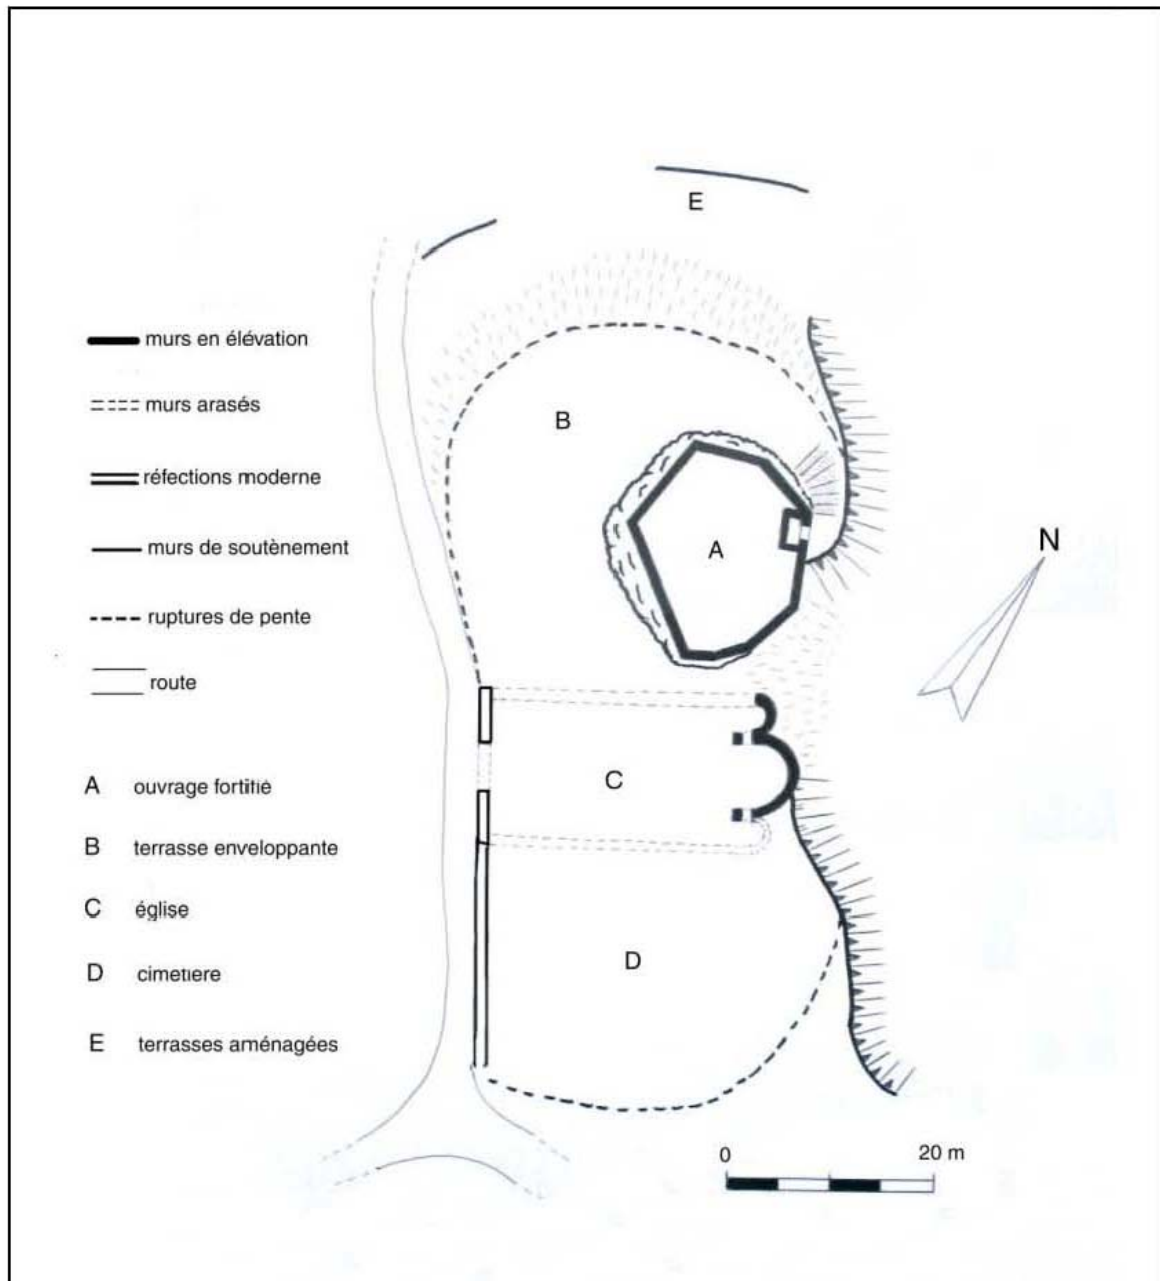 E
murs en élévation
murs arasés
B
réfections moderne
N
murs de soutènement
A
ruptures de pente
route
C
A ouvrage fortitié
B terrasse enveloppante
C église
D
D cimetiere
E terrasses aménagées
0 20 m